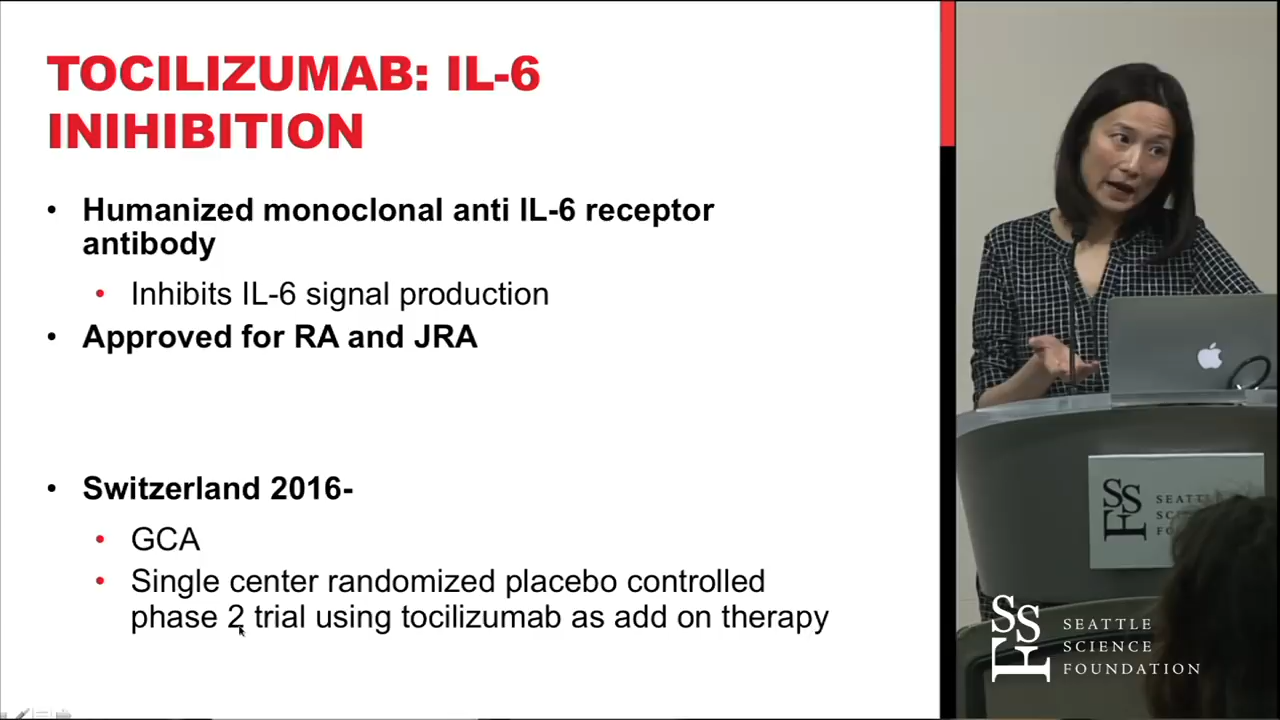 TOCILIZUMAB: IL-6
INIHIBITION
• Humanized monoclonal anti IL-6 receptor
antibody
• Inhibits IL-6 signal production
• Approved for RA and JRA
• Switzerland 2016-
• GCA
• Single center randomized placebo controlled
phase 2 trial using tocilizumab as add on therapy
SSF
SEATTLE
SCIENCE
FOUNDATION